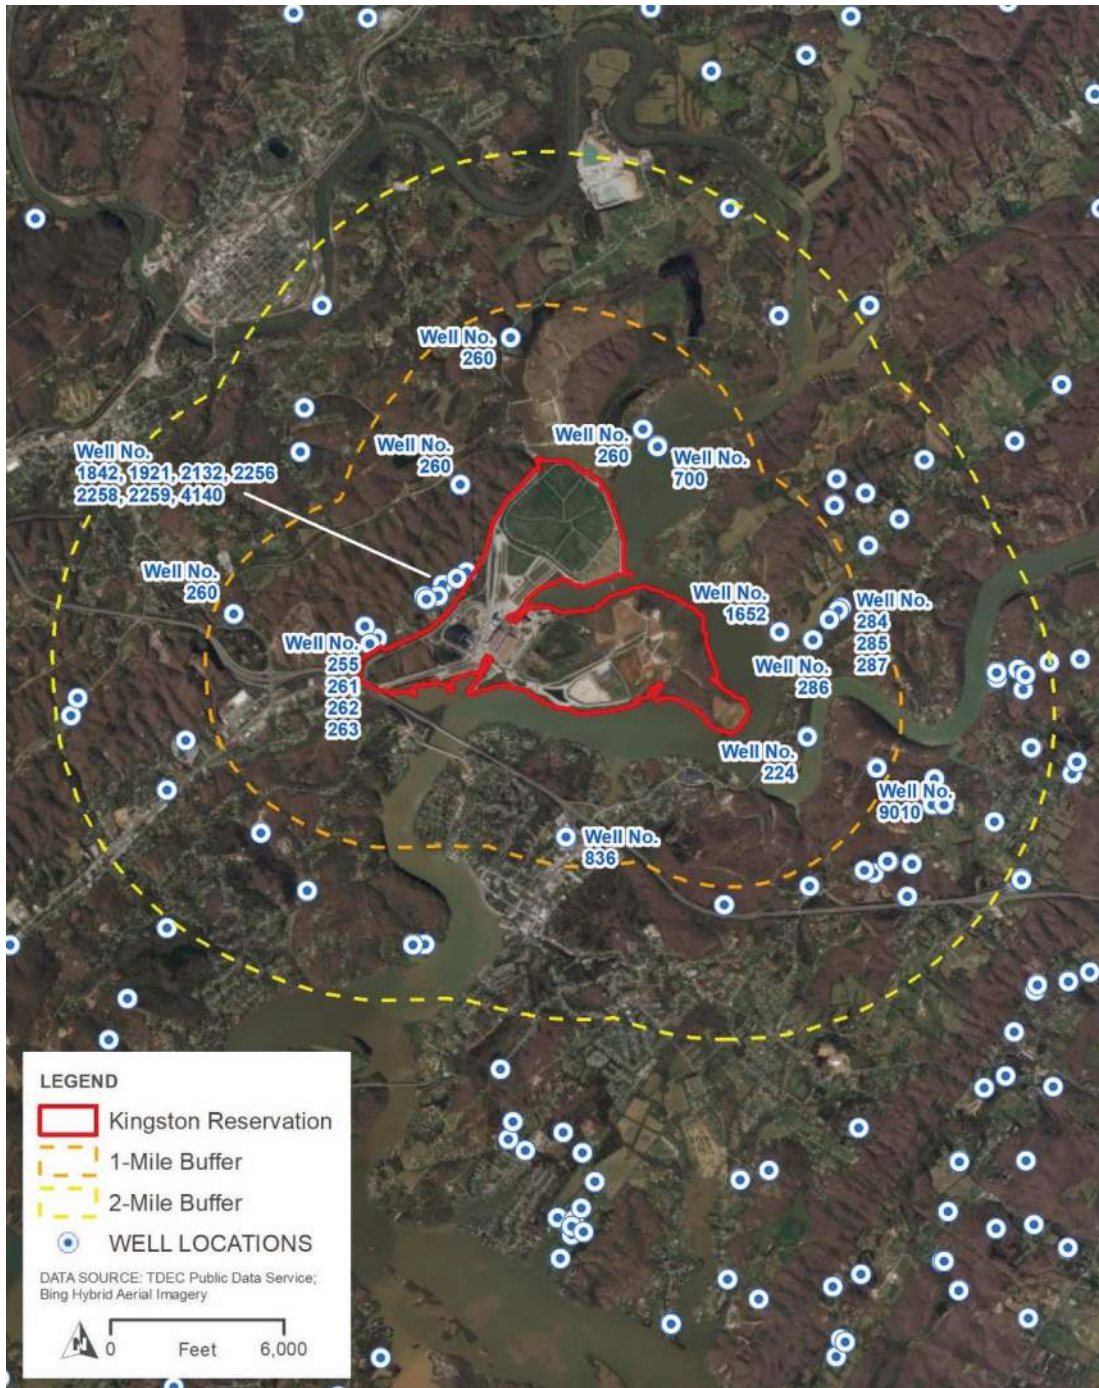 Well No.
260
Well No.
1842, 1921, 2132, 2256
2258, 2259, 4140
Well No.
260
Well No.
260
Well No.
700
Well No.
260
Well No.
1652
Well No.
284
285
287
Well No.
255
261
262
263
Well No.
286
Well No.
224
Well No.
9010
Well No.
836
LEGEND
Kingston Reservation
1-Mile Buffer
2-Mile Buffer
WELL LOCATIONS
DATA SOURCE: TDEC Public Data Service;
Bing Hybrid Aerial Imagery
N
0 Feet 6,000